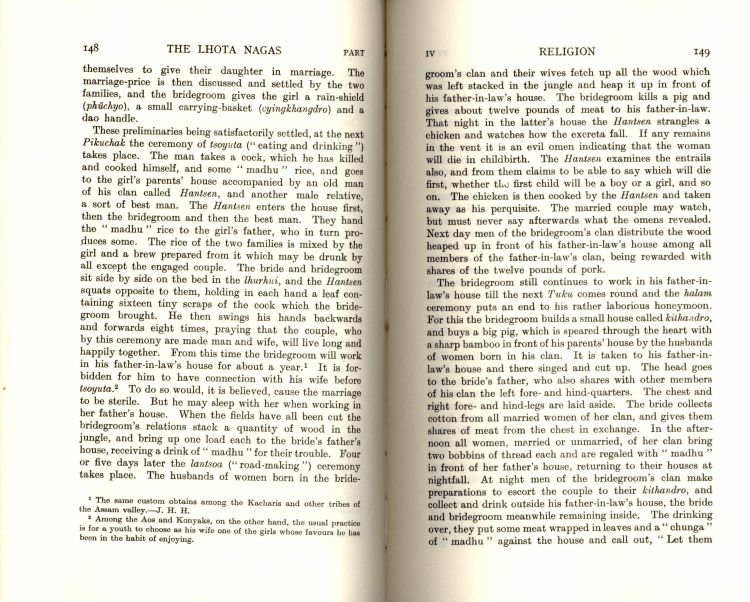 148 THE LHOTA NAGAS PART
themselves to give their daughter in marriage. The
marriage-price is then discussed and settled by the two
families, and the bridegroom gives the girl a rain-shield
(phüchyo), a small carrying-basket (cyingkhangdro) and a
dao handle.
These preliminaries being satisfactorily settled, at the next
Pikuchak the ceremony of tsoyuta (“ eating and drinking ”)
takes place. The man takes a cock, which he has killed
and cooked himself, and some “ madhu ” rice, and goes
to the girl's parents' house accompanied by an old man
of his clan called Hantsen, and another male relative,
a sort of best man. The Hantsen enters the house first,
then the bridegroom and then the best man. They hand
the “ madhu ” rice to the girl's father, who in turn pro-
duces some. The rice of the two families is mixed by the
girl and a brew prepared from it which may be drunk by
all except the engaged couple. The bride and bridegroom
sit side by side on the bed in the lhurhui, and the Hantsen
squats opposite to them, holding in each hand a leaf con-
taining sixteen tiny scraps of the cock which the bride-
groom brought. He then swings his hands backwards
and forwards eight times, praying that the couple, who
by this ceremony are made man and wife, will live long and
happily together. From this time the bridegroom will work
in his father-in-law's house for about a year.¹ It is for-
bidden for him to have connection with his wife before
tsoyuta.² To do so would, it is believed, cause the marriage
to be sterile. But he may sleep with her when working in
her father's house. When the fields have all been cut the
bridegroom's relations stack a quantity of wood in the
jungle, and bring up one load each to the bride's father's
house, receiving a drink of “ madhu ” for their trouble. Four
or five days later the lantsoa (“ road-making ”) ceremony
takes place. The husbands of women born in the bride-
¹ The same custom obtains among the Kacharis and other tribes of
the Assam valley.—J. H. H.
² Among the Aos and Konyaks, on the other hand, the usual practice
is for a youth to choose as his wife one of the girls whose favours he has
been in the habit of enjoying.
IV RELIGION 149
groom's clan and their wives fetch up all the wood which
was left stacked in the jungle and heap it up in front of
his father-in-law's house. The bridegroom kills a pig and
gives about twelve pounds of meat to his father-in-law.
That night in the latter's house the Hantsen strangles a
chicken and watches how the excreta fall. If any remains
in the vent it is an evil omen indicating that the woman
will die in childbirth. The Hantsen examines the entrails
also, and from them claims to be able to say which will die
first, whether the first child will be a boy or a girl, and so
on. The chicken is then cooked by the Hantsen and taken
away as his perquisite. The married couple may watch,
but must never say afterwards what the omens revealed.
Next day men of the bridegroom's clan distribute the wood
heaped up in front of his father-in-law's house among all
members of the father-in-law's clan, being rewarded with
shares of the twelve pounds of pork.
The bridegroom still continues to work in his father-in-
law's house till the next Tuku comes round and the halam
ceremony puts an end to his rather laborious honeymoon.
For this the bridegroom builds a small house called kithandro,
and buys a big pig, which is speared through the heart with
a sharp bamboo in front of his parents' house by the husbands
of women born in his clan. It is taken to his father-in-
law's house and there singed and cut up. The head goes
to the bride's father, who also shares with other members
of his clan the left fore- and hind-quarters. The chest and
right fore- and hind-legs are laid aside. The bride collects
cotton from all married women of her clan, and gives them
shares of meat from the chest in exchange. In the after-
noon all women, married or unmarried, of her clan bring
two bobbins of thread each and are regaled with “ madhu ”
in front of her father's house, returning to their houses at
nightfall. At night men of the bridegroom's clan make
preparations to escort the couple to their kithandro, and
collect and drink outside his father-in-law's house, the bride
and bridegroom meanwhile remaining inside. The drinking
over, they put some meat wrapped in leaves and a “ chunga ”
of “ madhu ” against the house and call out, “ Let them